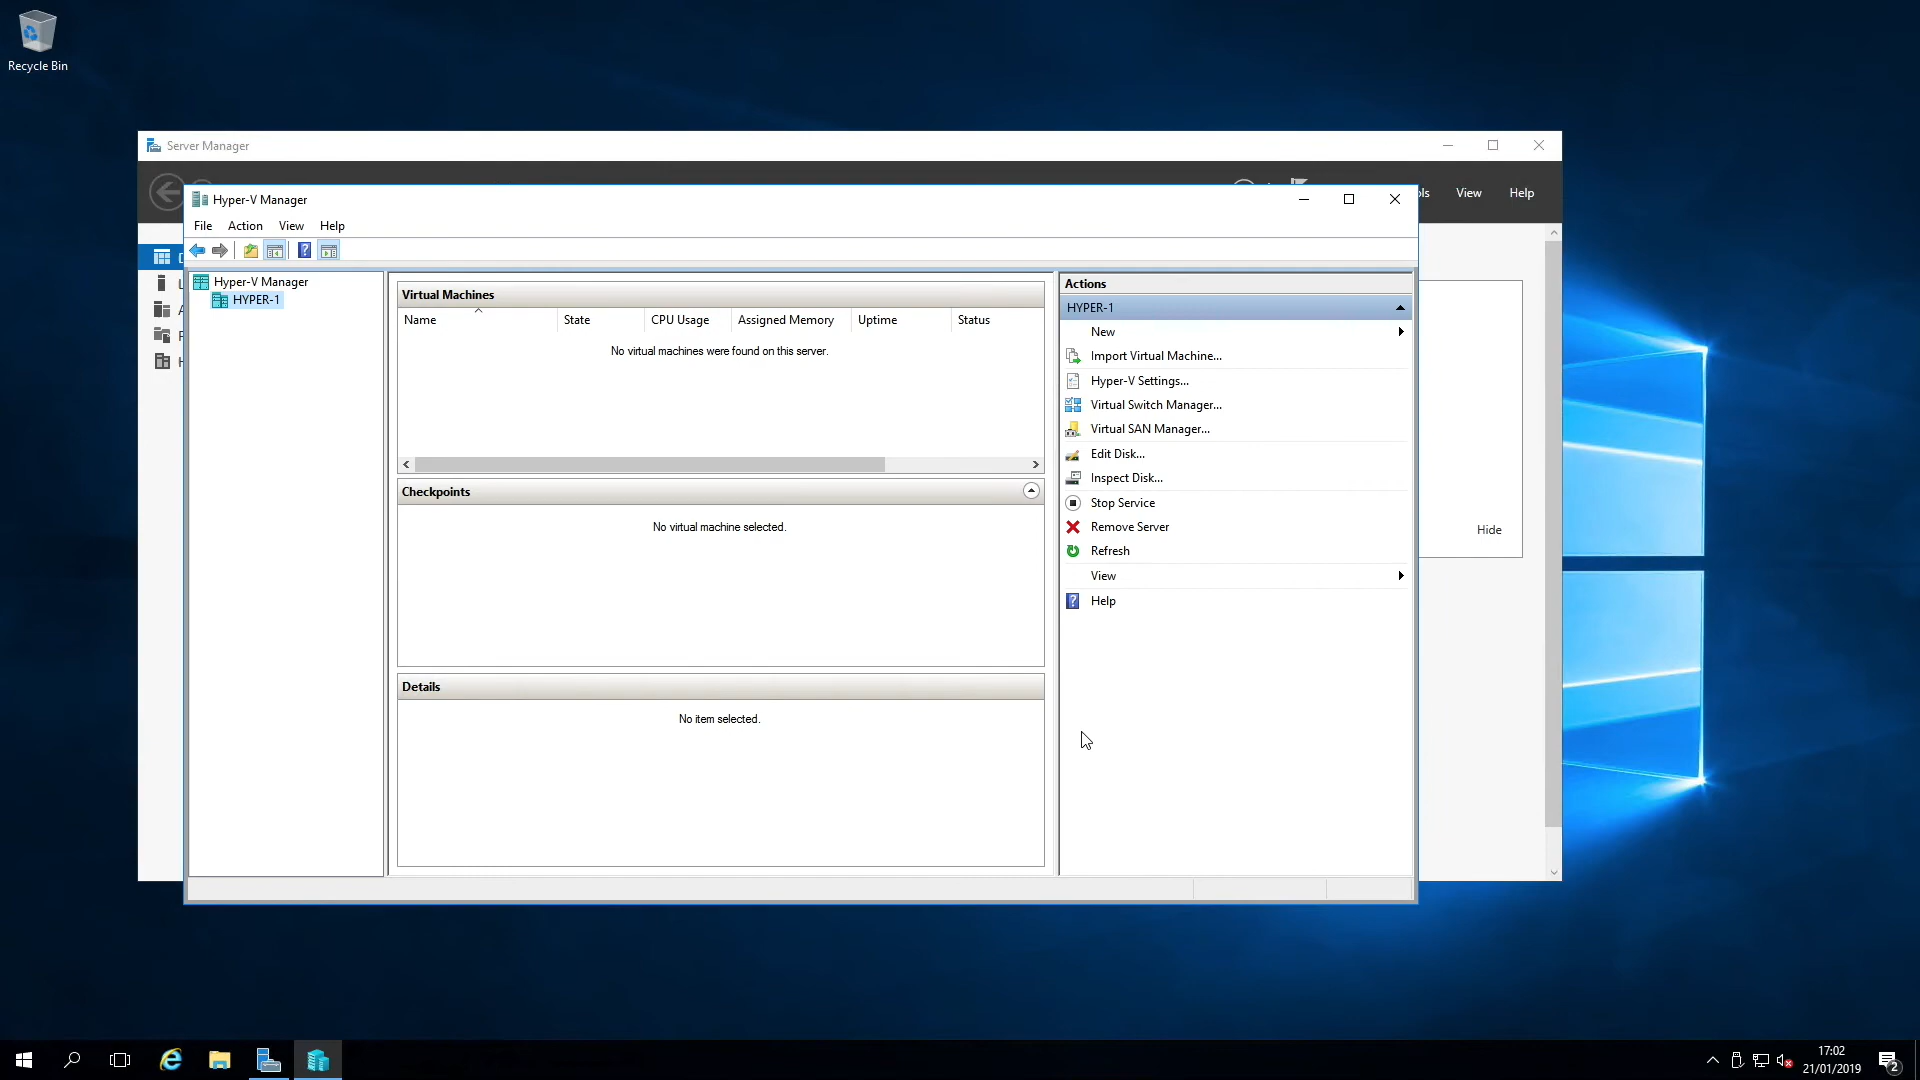 Recycle Bin
Server Manager
ols View Help
Hyper-V Manager
File Action View Help
Hyper-V Manager
HYPER-1
Virtual Machines
Name State CPU Usage Assigned Memory Uptime Status
No virtual machines were found on this server.
Checkpoints
No virtual machine selected.
Details
No item selected.
Actions
HYPER-1
New
Import Virtual Machine...
Hyper-V Settings...
Virtual Switch Manager...
Virtual SAN Manager...
Edit Disk...
Inspect Disk...
Stop Service
Remove Server
Refresh
View
Help
Hide
17:02
21/01/2019
2